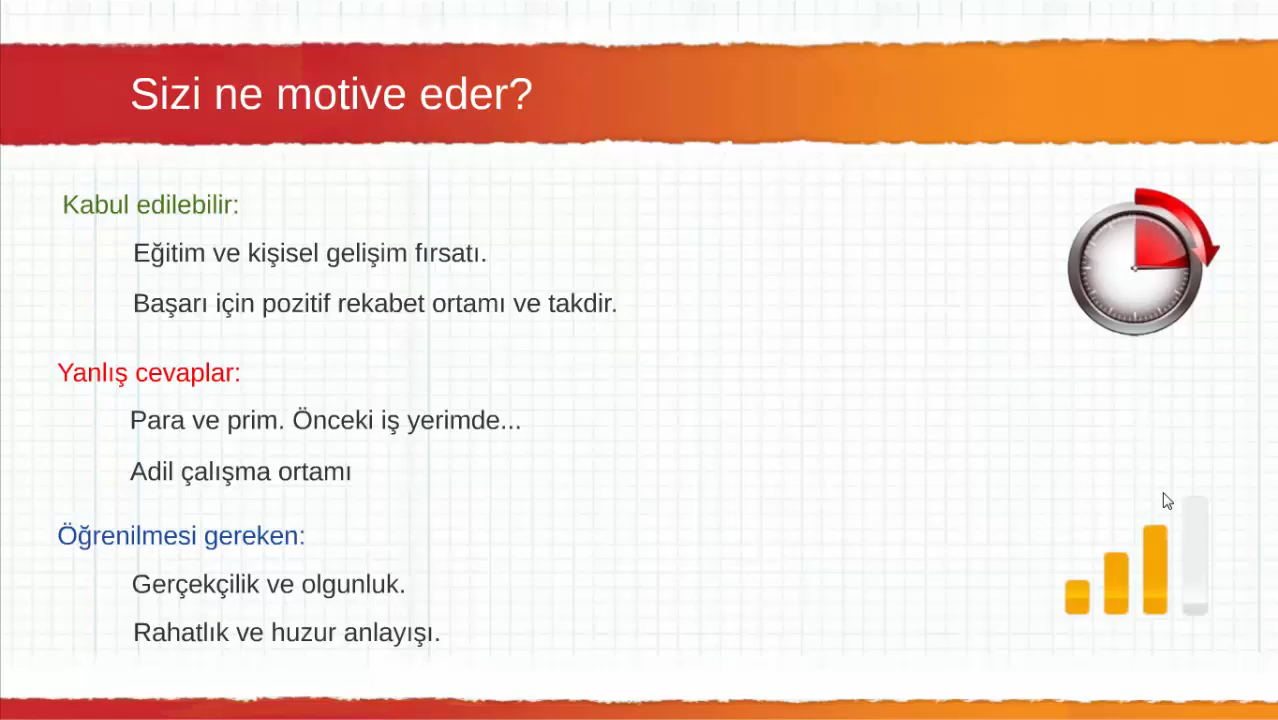 Sizi ne motive eder?
Kabul edilebilir:
Eğitim ve kişisel gelişim fırsatı.
Başarı için pozitif rekabet ortamı ve takdir.
Yanlış cevaplar:
Para ve prim. Önceki iş yerimde...
Adil çalışma ortamı
Öğrenilmesi gereken:
Gerçekçilik ve olgunluk.
Rahatlık ve huzur anlayışı.